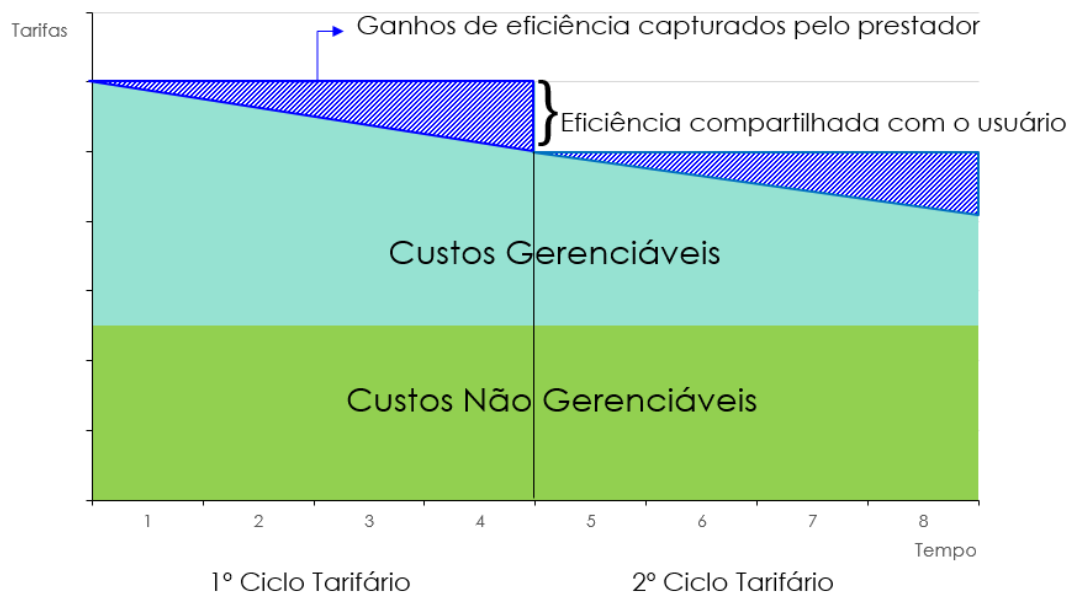 Tarifas
Ganhos de eficiência capturados pelo prestador
Eficiência compartilhada com o usuário
Custos Gerenciáveis
Custos Não Gerenciáveis
1 2 3 4 5 6 7 8
Tempo
1º Ciclo Tarifário 2º Ciclo Tarifário